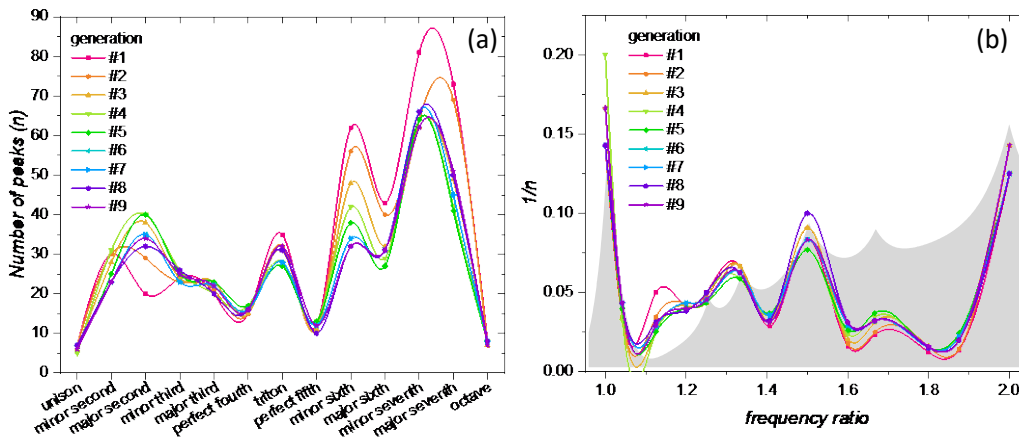 (a)
Number of peaks (n)
90
80
70
60
50
40
30
20
10
0
generation
#1
#2
#3
#4
#5
#6
#7
#8
#9
unison
minor second
major second
minor third
major third
perfect fourth
triton
perfect fifth
minor sixth
major sixth
minor seventh
major seventh
octave
(b)
1/n
0.20
0.15
0.10
0.05
0.00
generation
#1
#2
#3
#4
#5
#6
#7
#8
#9
1.0 1.2 1.4 1.6 1.8 2.0
frequency ratio